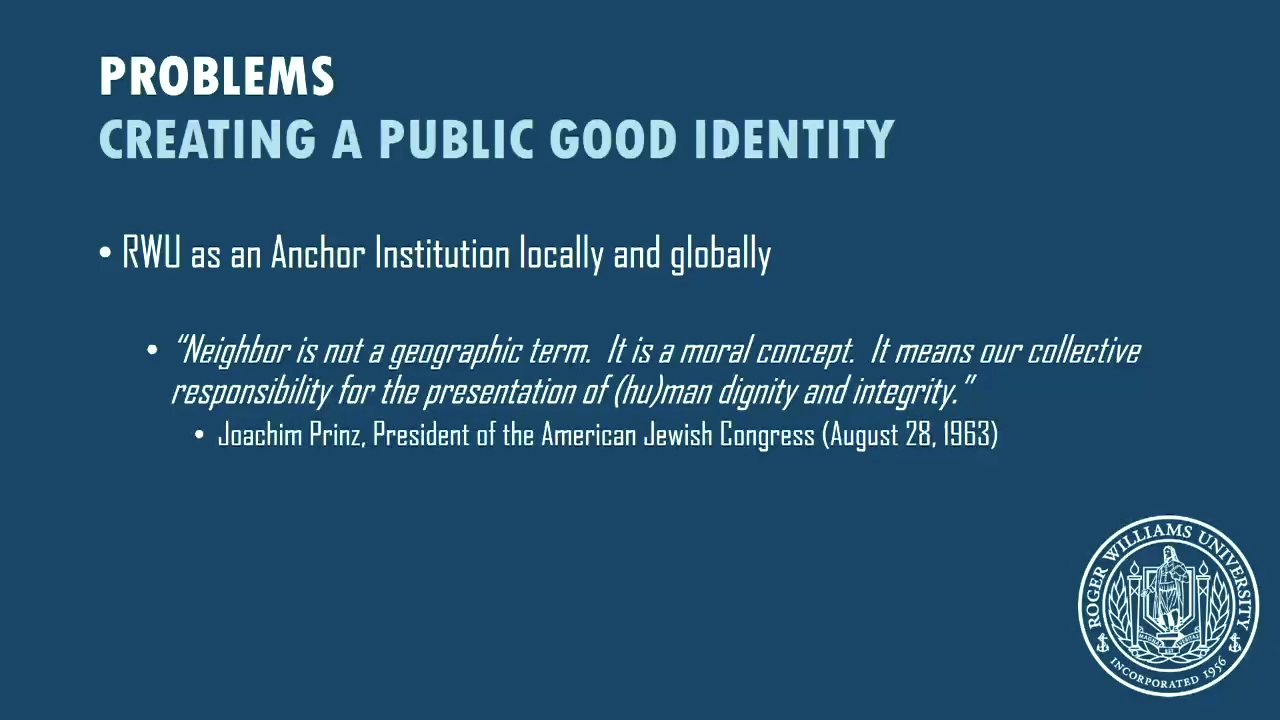 PROBLEMS
CREATING A PUBLIC GOOD IDENTITY
• RWU as an Anchor Institution locally and globally
• “Neighbor is not a geographic term. It is a moral concept. It means our collective
responsibility for the presentation of (hu)man dignity and integrity.”
• Joachim Prinz, President of the American Jewish Congress (August 28, 1963)
ROGER WILLIAMS UNIVERSITY
INCORPORATED 1956